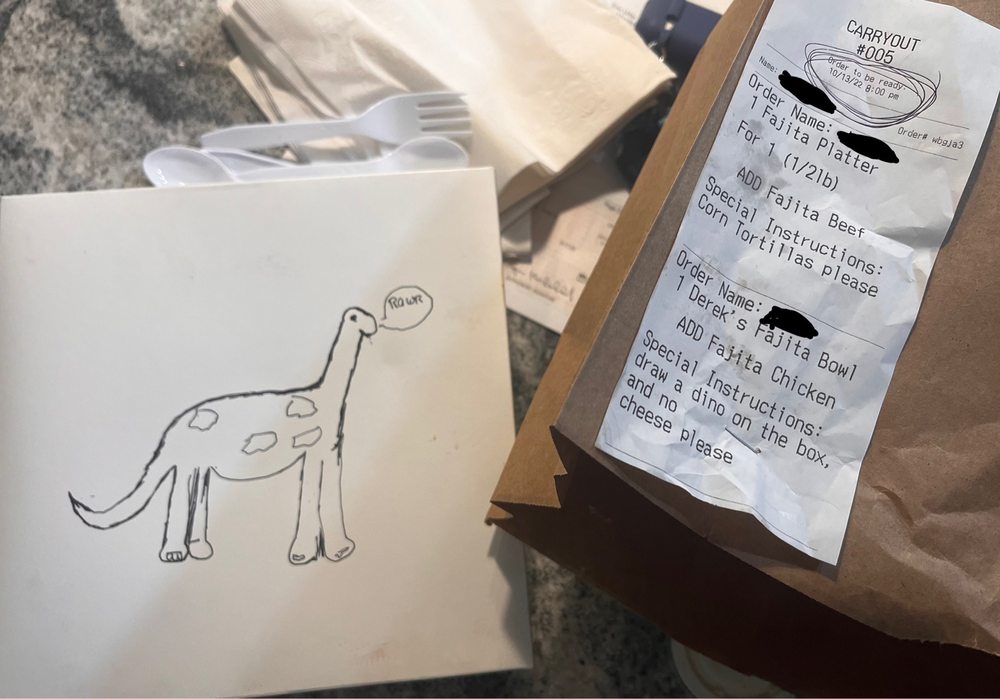 RAWR
CARRYOUT
#005
Order to be ready:
10/13/22 8:00 pm
Name:
Order# wbgja3
Order Name:
1 Fajita Platter
For 1 (1/2lb)
ADD Fajita Beef
Special Instructions:
Corn Tortillas please
Order Name:
1 Derek's Fajita Bowl
ADD Fajita Chicken
Special Instructions:
draw a dino on the box,
and no
cheese please